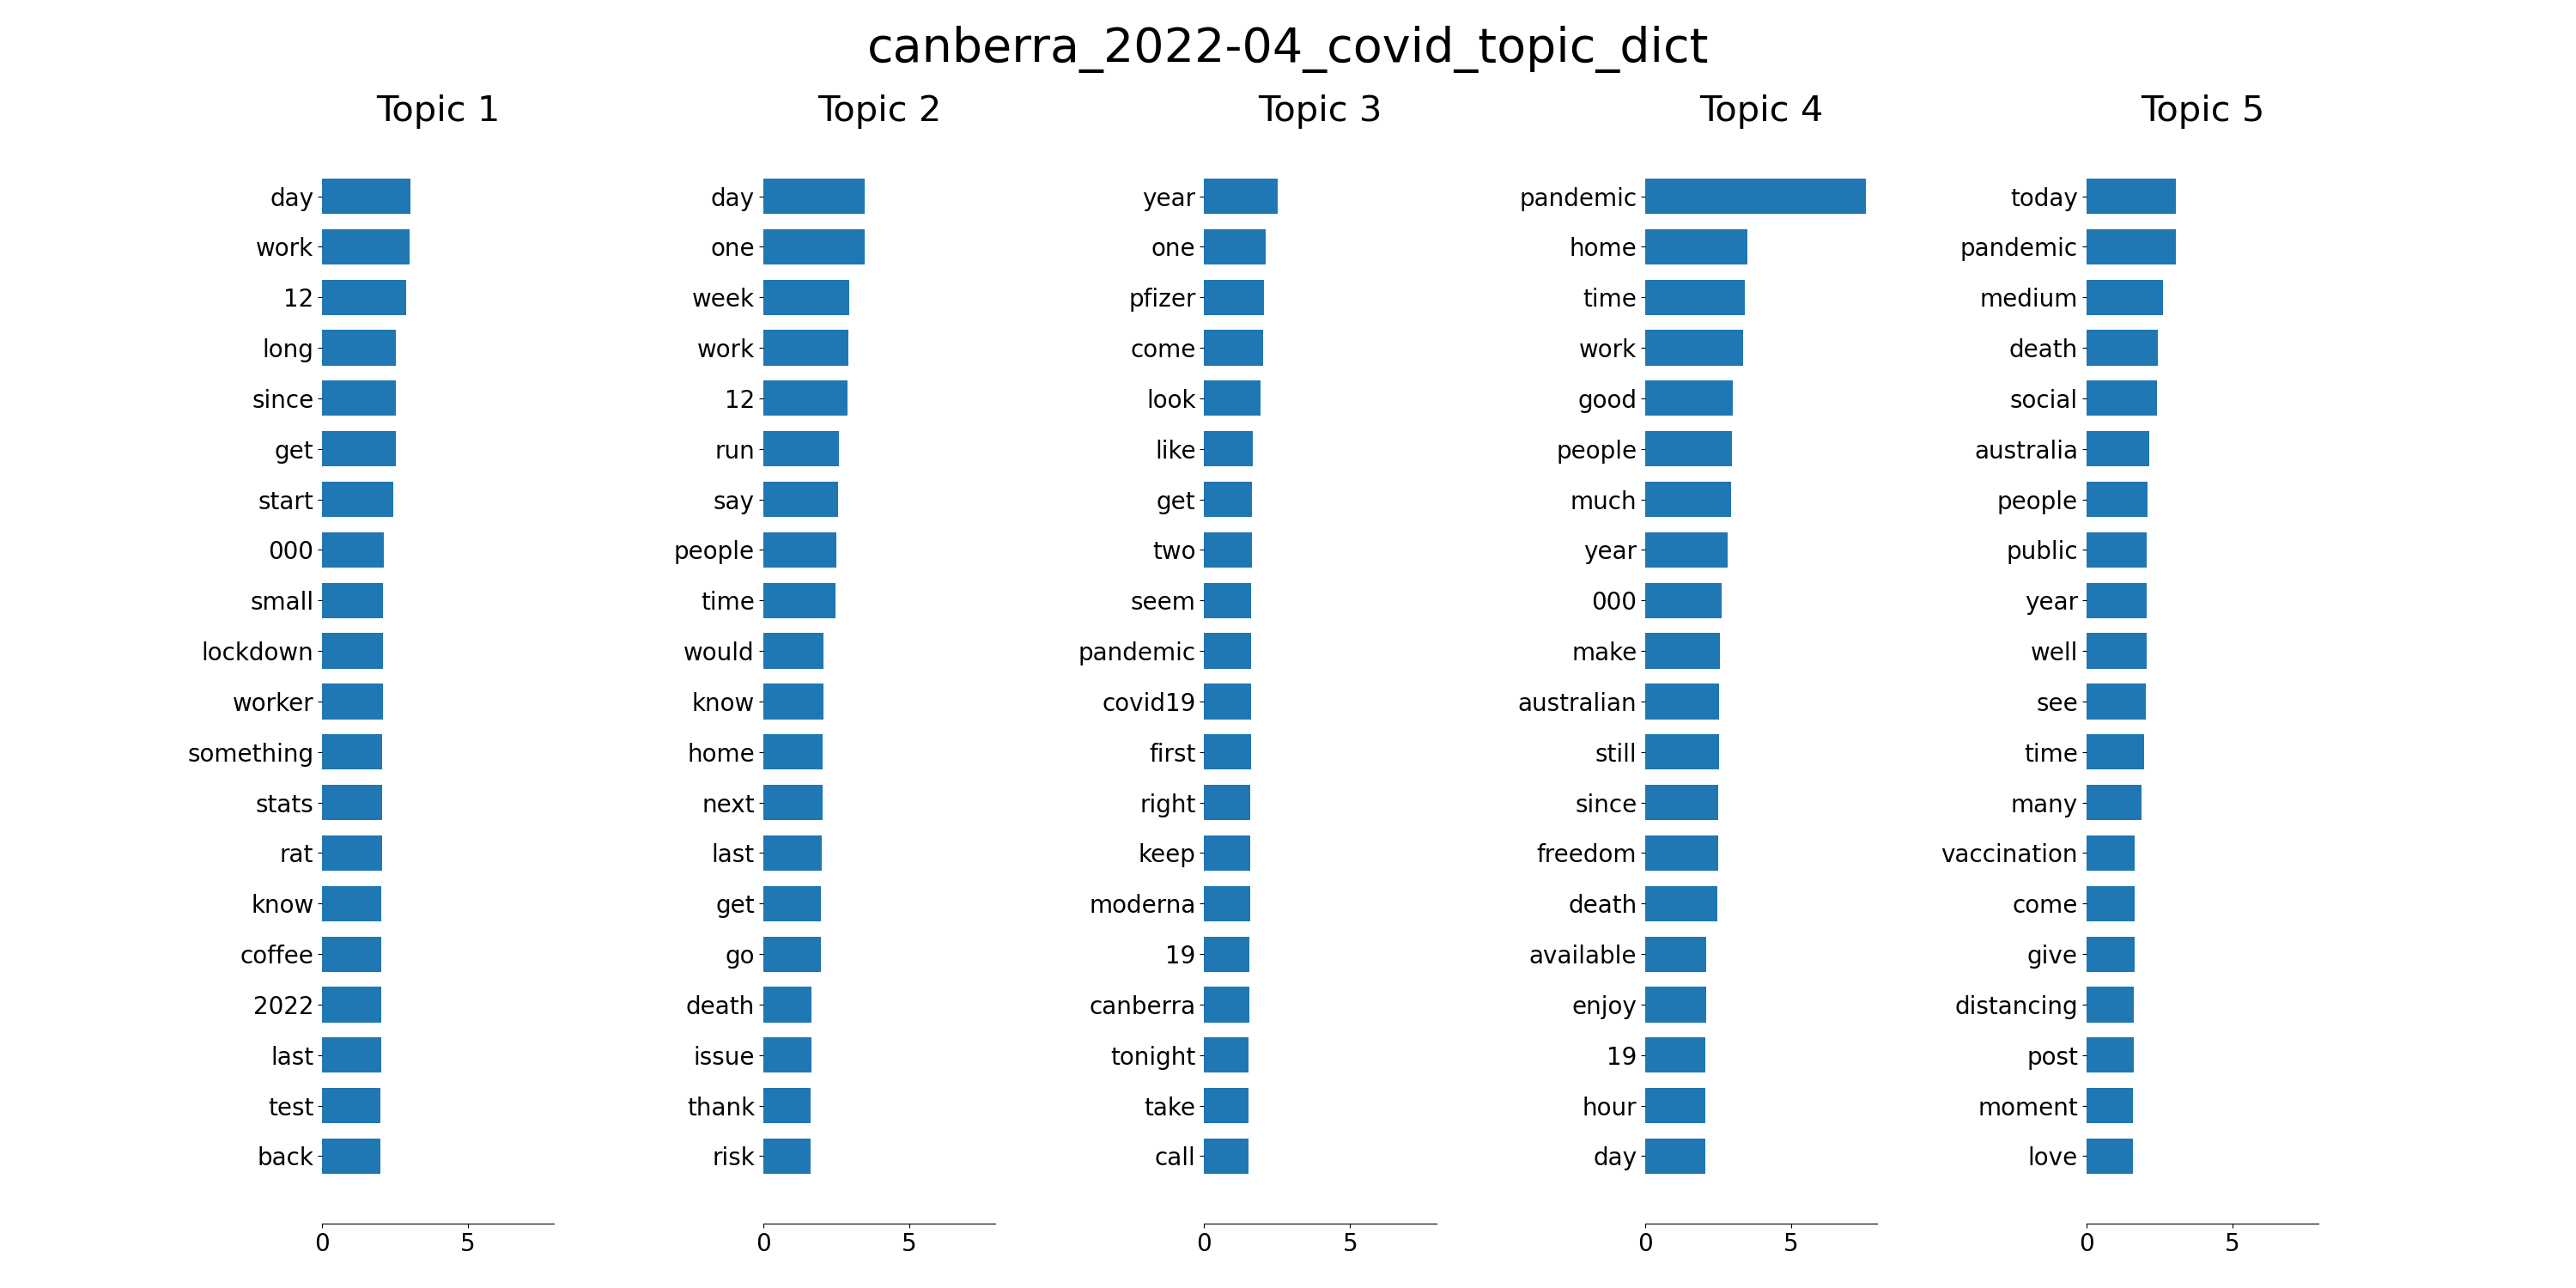 canberra_2022-04_covid_topic_dict
Topic 1
day
work
12
long
since
get
start
000
small
lockdown
worker
something
stats
rat
know
coffee
2022
last
test
back
0 5
Topic 2
day
one
week
work
12
run
say
people
time
would
know
home
next
last
get
go
death
issue
thank
risk
0 5
Topic 3
year
one
pfizer
come
look
like
get
two
seem
pandemic
covid19
first
right
keep
moderna
19
canberra
tonight
take
call
0 5
Topic 4
pandemic
home
time
work
good
people
much
year
000
make
australian
still
since
freedom
death
available
enjoy
19
hour
day
0 5
Topic 5
today
pandemic
medium
death
social
australia
people
public
year
well
see
time
many
vaccination
come
give
distancing
post
moment
love
0 5